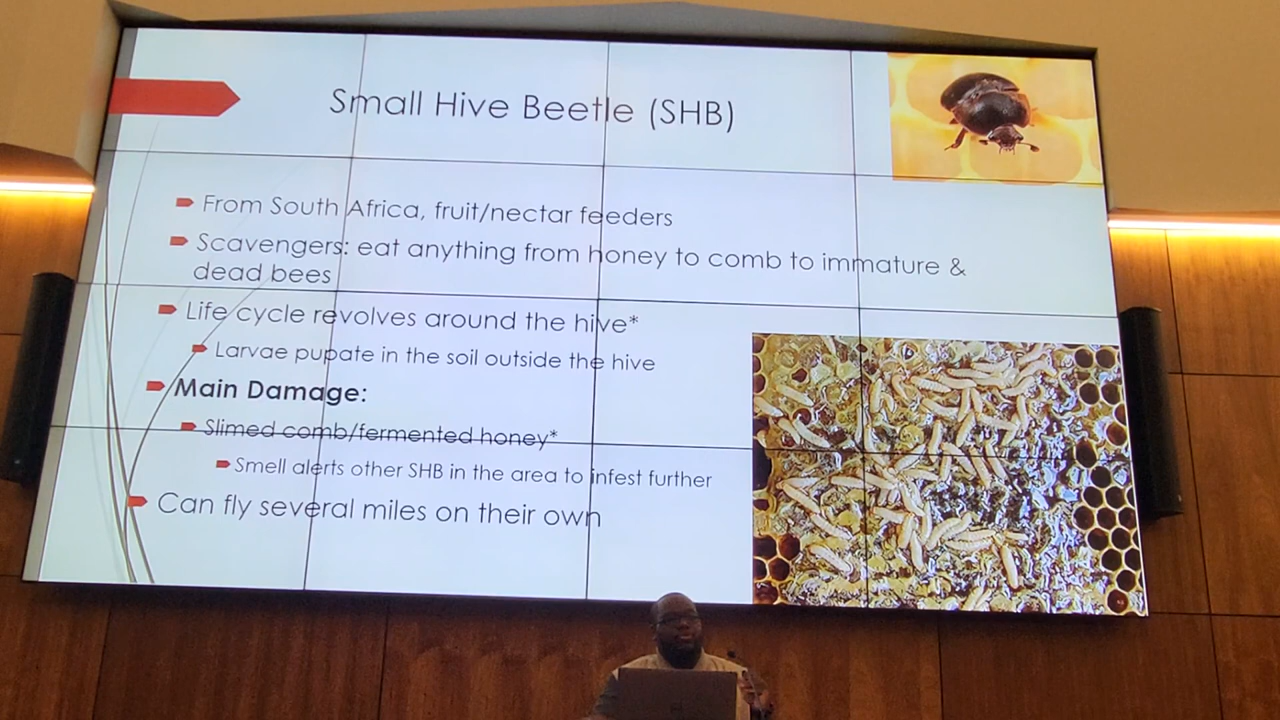 Small Hive Beetle (SHB)
From South Africa, fruit/nectar feeders
Scavengers: eat anything from honey to comb to immature &
dead bees
Life cycle revolves around the hive*
Larvae pupate in the soil outside the hive
Main Damage:
Slimed comb/fermented honey*
Smell alerts other SHB in the area to infest further
Can fly several miles on their own